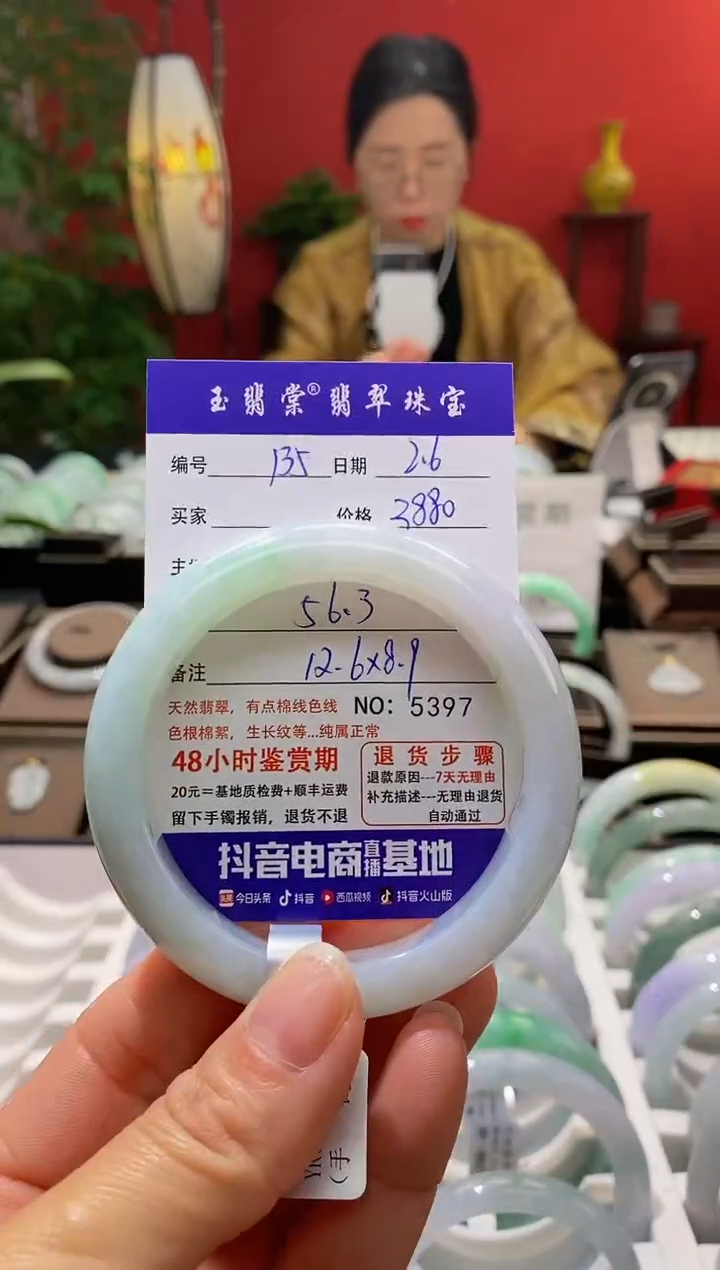 玉翡棠®翡翠珠宝
编号 135 日期 2.6
买家 价格 3880
56.3
备注 12.6x8.9
天然翡翠，有点棉线色线 NO: 5397
色根棉絮，生长纹等...纯属正常
48小时鉴赏期
20元=基地质检费+顺丰运费
留下手镯报销，退货不退
退货步骤
退款原因---7天无理由
补充描述---无理由退货
自动通过
抖音电商直播基地
头条 今日头条 抖音 西瓜视频 抖音火山版
(手